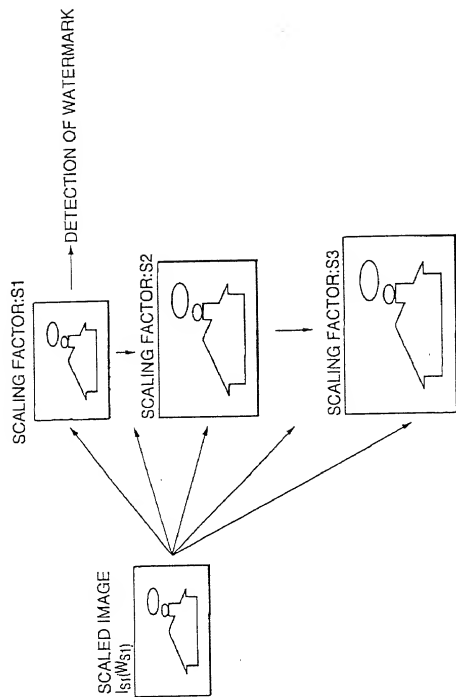 SCALED IMAGE
IS1(WS1)
SCALING FACTOR:S1
DETECTION OF WATERMARK
SCALING FACTOR:S2
SCALING FACTOR:S3